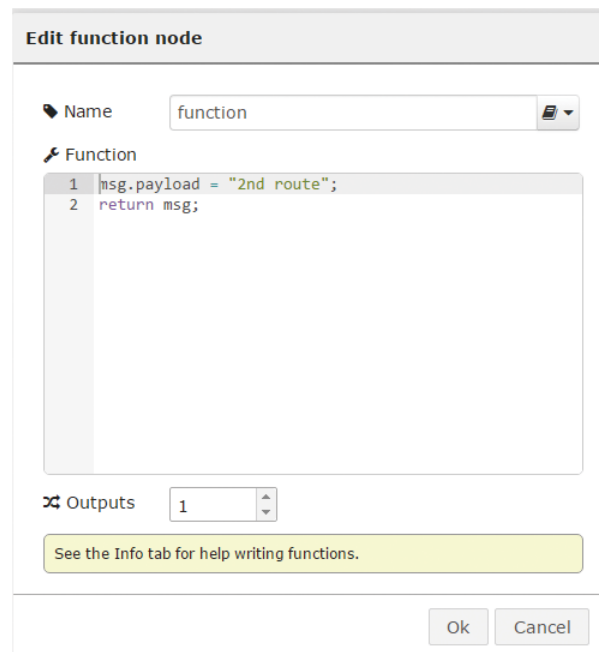 Edit function node
Name function
Function
1 msg.payload = "2nd route";
2 return msg;
Outputs 1
See the Info tab for help writing functions.
Ok Cancel